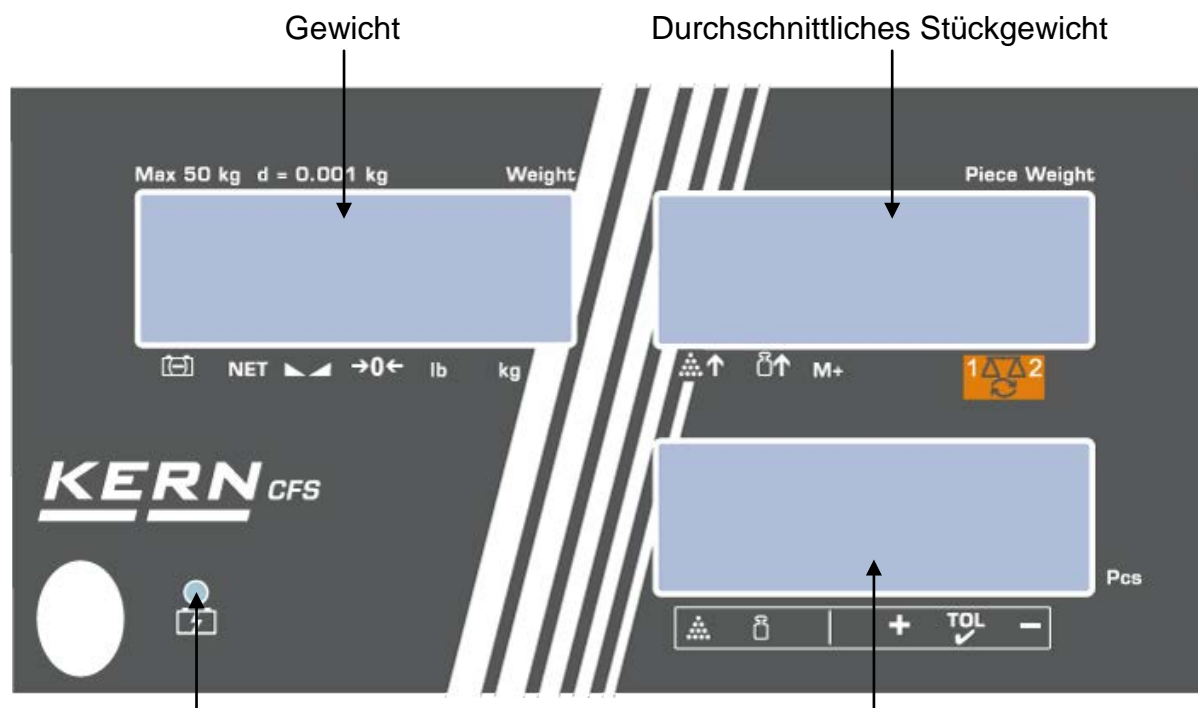 Gewicht
Durchschnittliches Stückgewicht
Max 50 kg d = 0.001 kg
Weight
Piece Weight
NET →0← lb kg
M+
1 2
KERN CFS
Pcs
+ TOL −